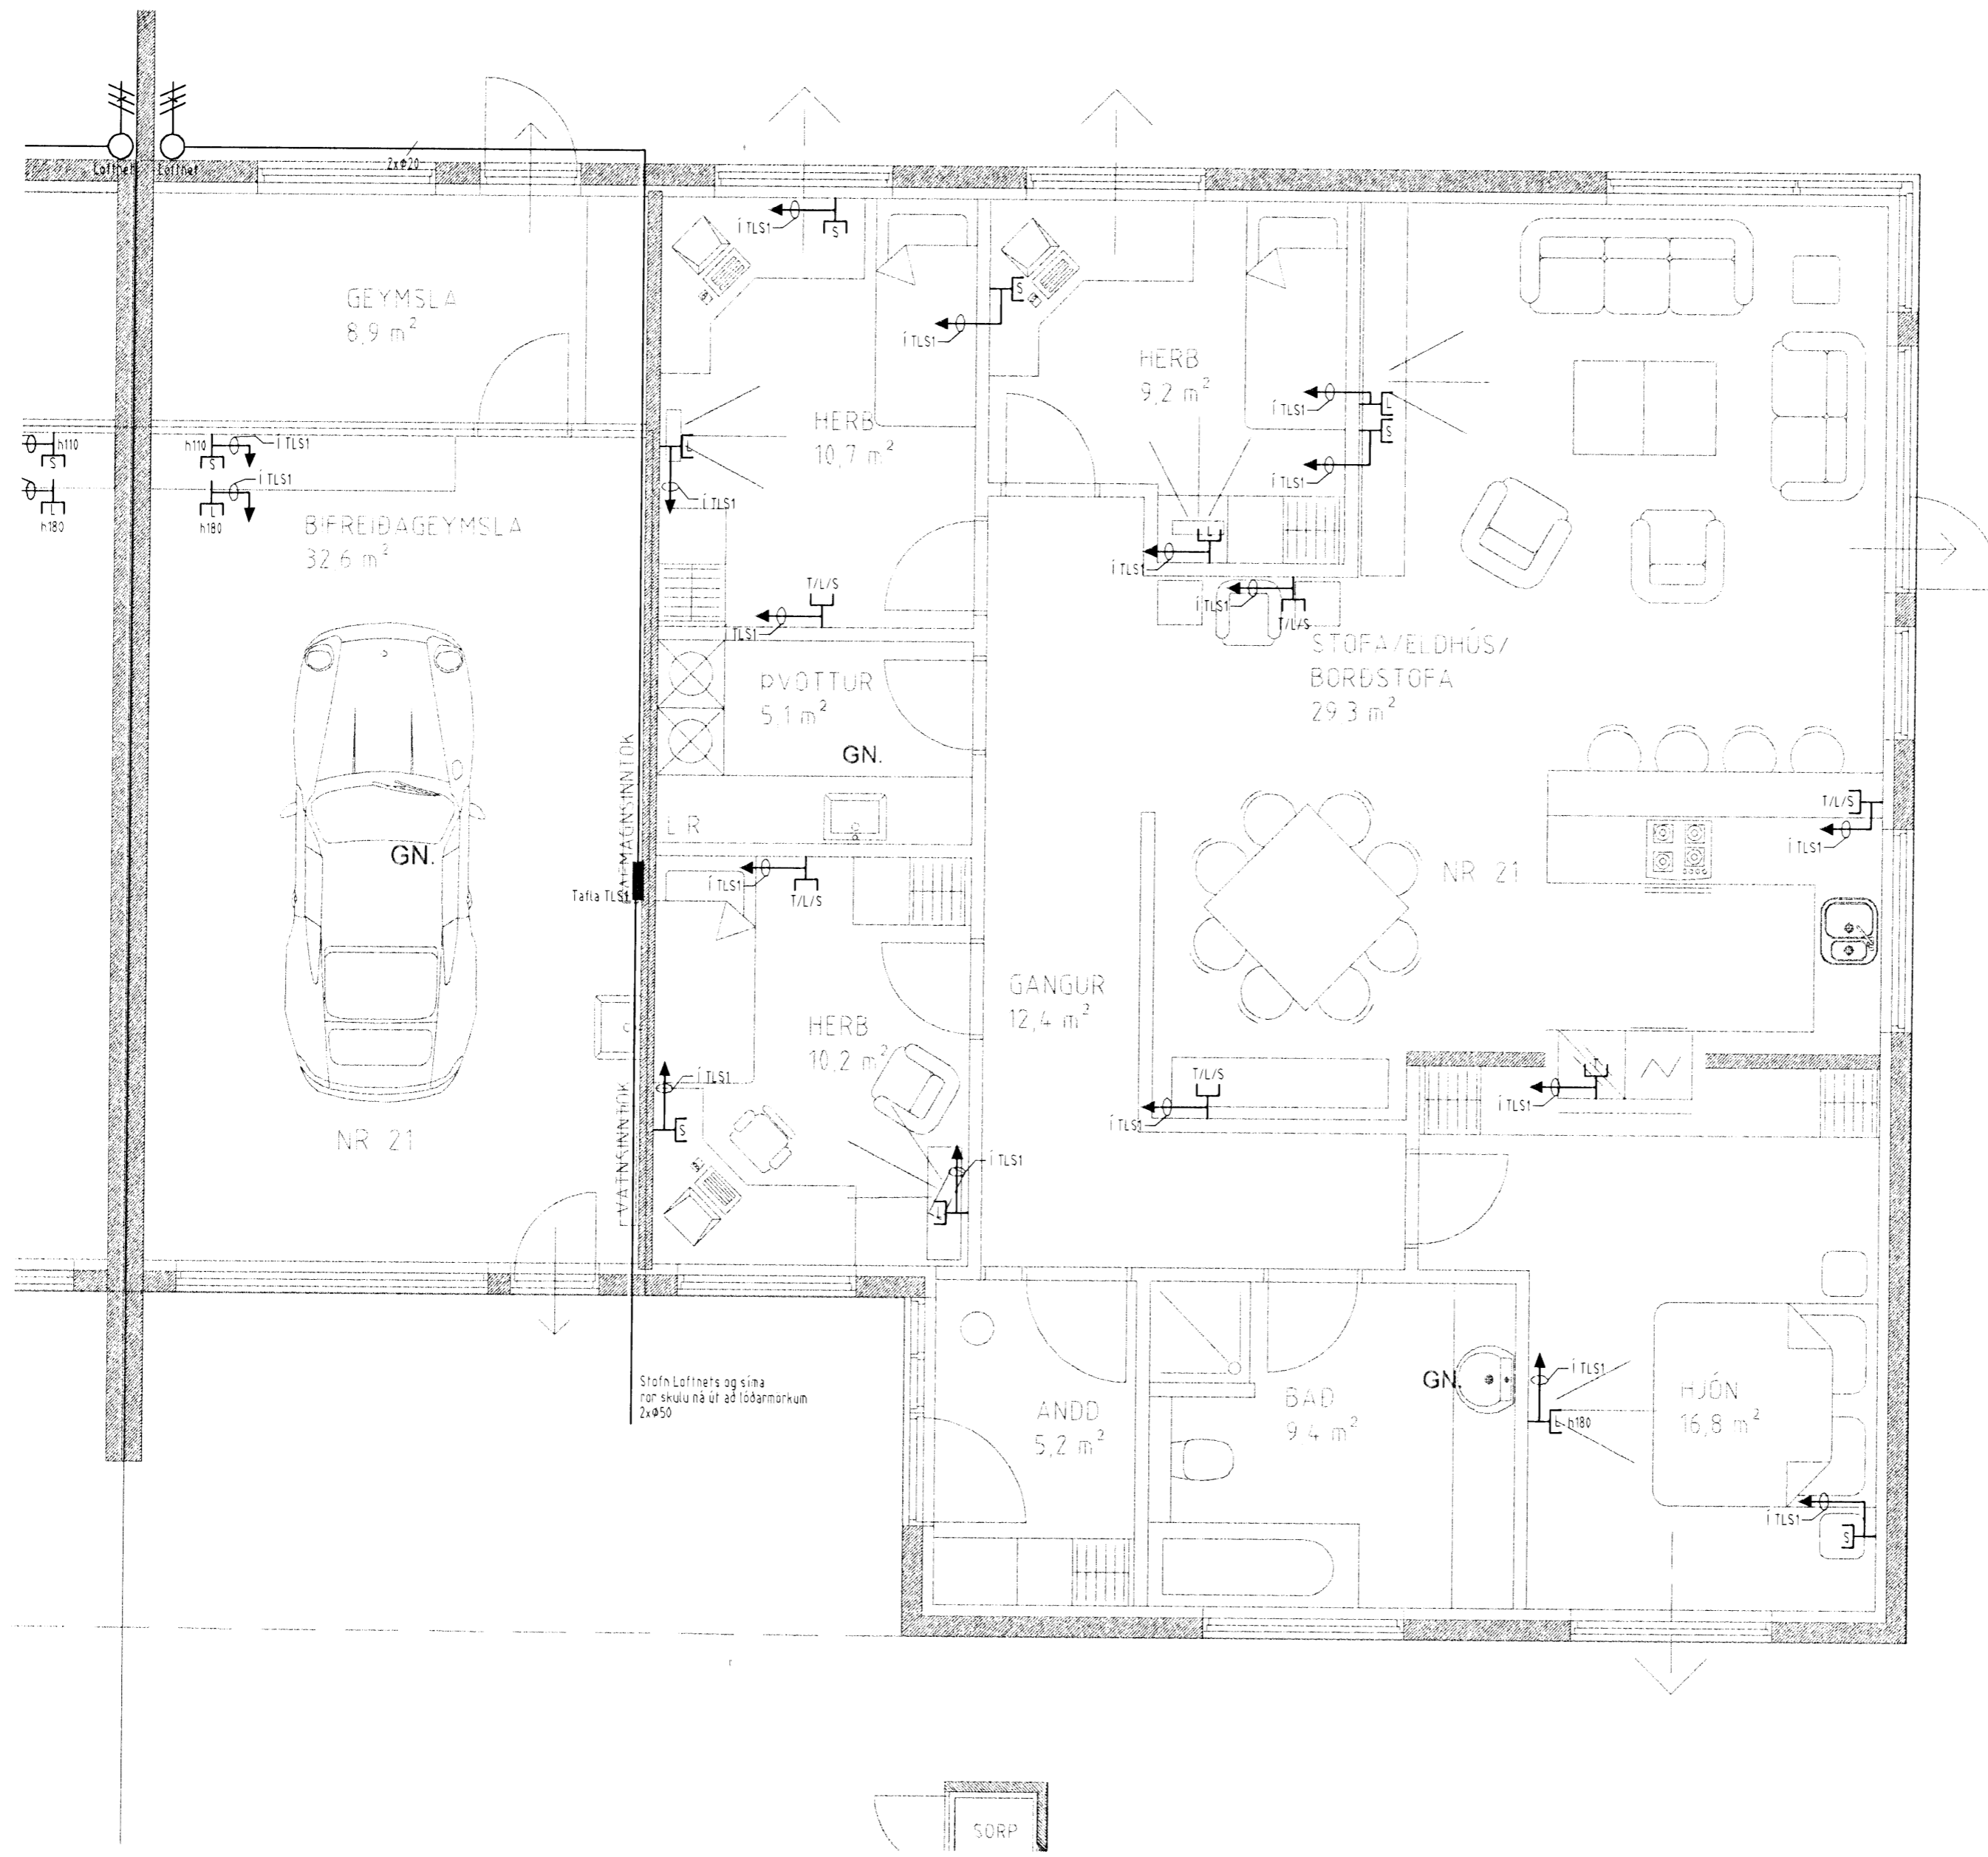 Loftnet
Loftnet
2xφ20
Í TLS1
S
GEYMSLA
8,9 m²
S
Í TLS1
HERB
9,2 m²
HERB
10,7 m²
L
Í TLS1
L
S
Í TLS1
h110
S
h110
S
Í TLS1
L
h180
L
h180
Í TLS1
L
Í TLS1
BIFREIÐAGEYMSLA
32,6 m²
L
Í TLS1
T/L/S
Í TLS1
Í TLS1
T/L/S
STOFA/ELDHÚS/
BORÐSTOFA
29,3 m²
ÞVOTTUR
5,1 m²
GN.
RAFMAGNSINNTÖK
LR
T/L/S
Í TLS1
GN.
NR 21
Tafla TLS1
Í TLS1
T/L/S
GANGUR
12,4 m²
HERB
10,2 m²
Í TLS1
S
T/L/S
Í TLS1
Í TLS1
NR 21
VATNSINNTÖK
Í TLS1
L
Stofn Loftnets og síma
rör skulu ná út að lóðarmörkum
2xφ50
ANDD
5,2 m²
BAÐ
9,4 m²
GN.
Í TLS1
L h180
HJÓN
16,8 m²
Í TLS1
S
SORP